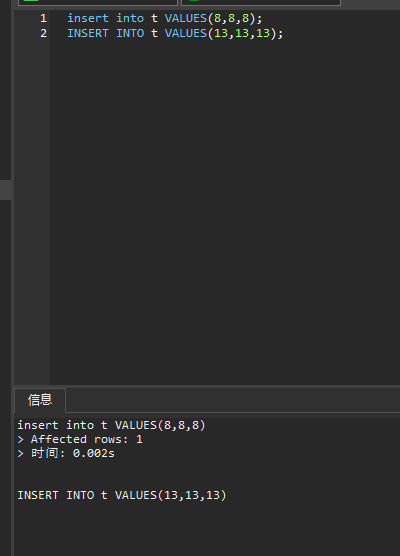 1 insert into t VALUES(8,8,8);
2 INSERT INTO t VALUES(13,13,13);
信息
insert into t VALUES(8,8,8)
> Affected rows: 1
> 时间: 0.002s
INSERT INTO t VALUES(13,13,13)